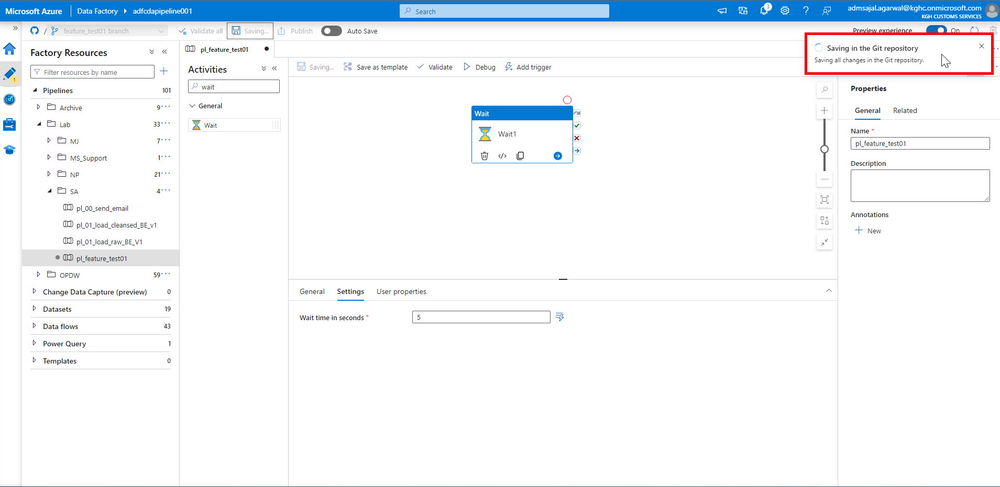 Microsoft Azure
Data Factory
adfcdapipeline001
Search
3
admsajal.agarwal@kghc.onmicrosoft.com
KGH CUSTOMS SERVICES
/
feature_test01 branch
Validate all
Saving...
Publish
Auto Save
Preview experience
On
Saving in the Git repository
Saving all changes in the Git repository.
1
Factory Resources
Filter resources by name
Pipelines 101
Archive 9
Lab 33
MJ 7
MS_Support 1
NP 21
SA 4
pl_00_send_email
pl_01_load_cleansed_BE_v1
pl_01_load_raw_BE_V1
pl_feature_test01
OPDW 59
Change Data Capture (preview) 0
Datasets 19
Data flows 43
Power Query 1
Templates 0
pl_feature_test01
Activities
wait
General
Wait
Saving...
Save as template
Validate
Debug
Add trigger
Wait
Wait1
General
Settings
User properties
Wait time in seconds *
5
Properties
General
Related
Name *
pl_feature_test01
Description
Annotations
New